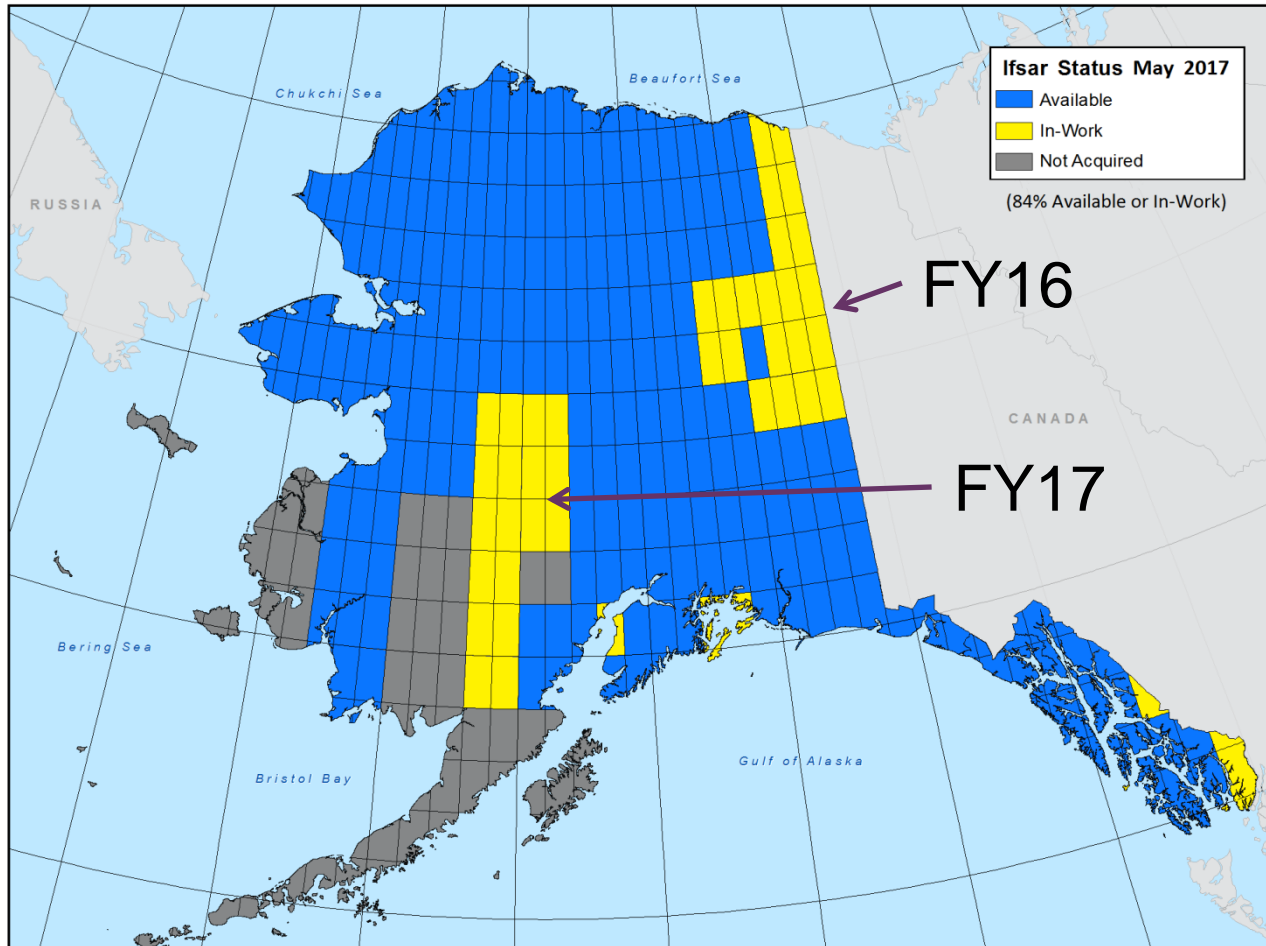 Ifsar Status May 2017
Available
In-Work
Not Acquired
(84% Available or In-Work)
Beaufort Sea
Chukchi Sea
RUSSIA
FY16
CANADA
FY17
Bering Sea
Gulf of Alaska
Bristol Bay